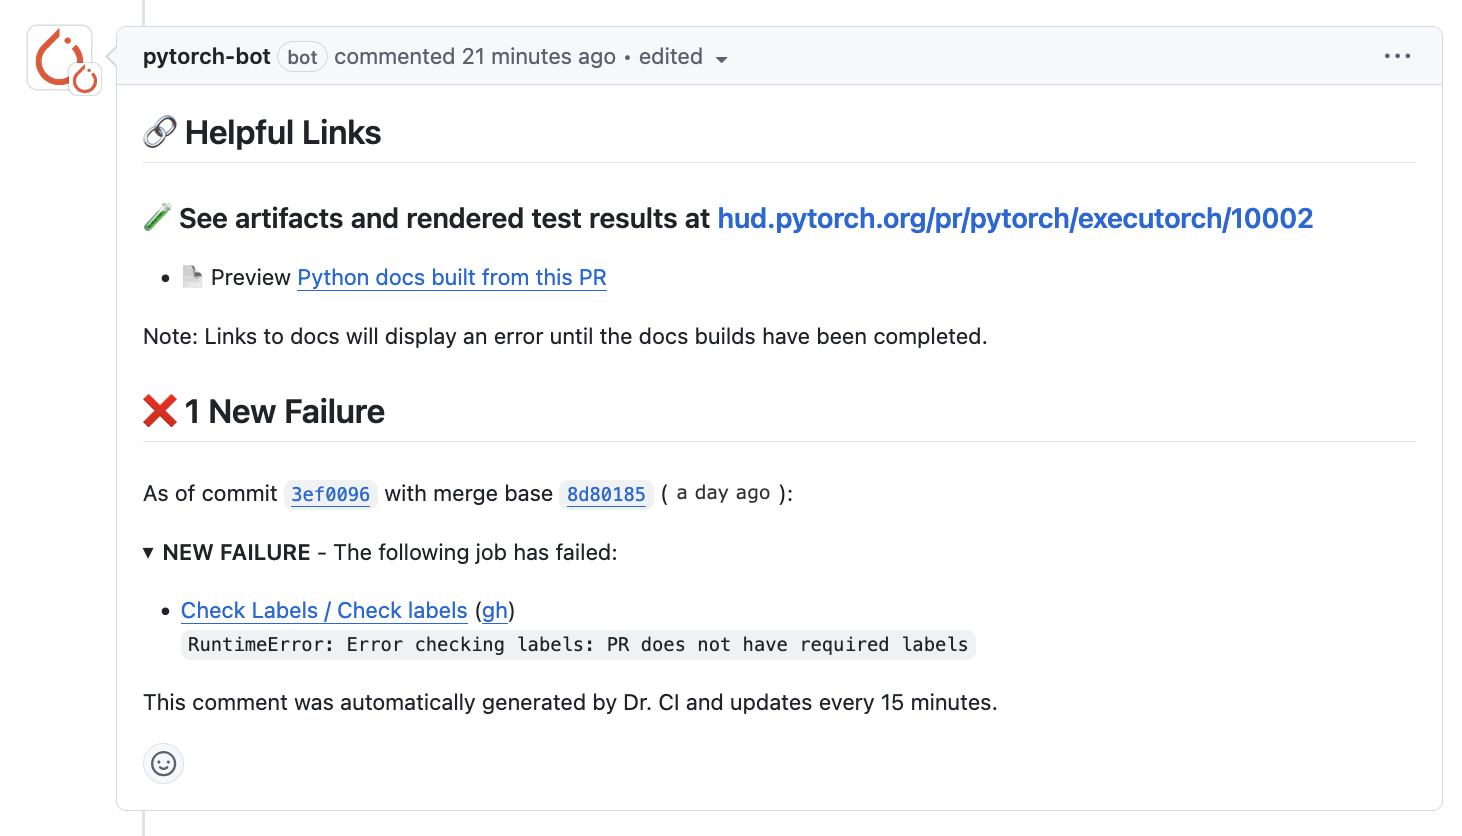 pytorch-bot bot commented 21 minutes ago • edited
🔗 Helpful Links
🧪 See artifacts and rendered test results at hud.pytorch.org/pr/pytorch/executorch/10002
• 📄 Preview Python docs built from this PR
Note: Links to docs will display an error until the docs builds have been completed.
❌ 1 New Failure
As of commit 3ef0096 with merge base 8d80185 ( a day ago ):
▼ NEW FAILURE - The following job has failed:
• Check Labels / Check labels (gh)
RuntimeError: Error checking labels: PR does not have required labels
This comment was automatically generated by Dr. CI and updates every 15 minutes.